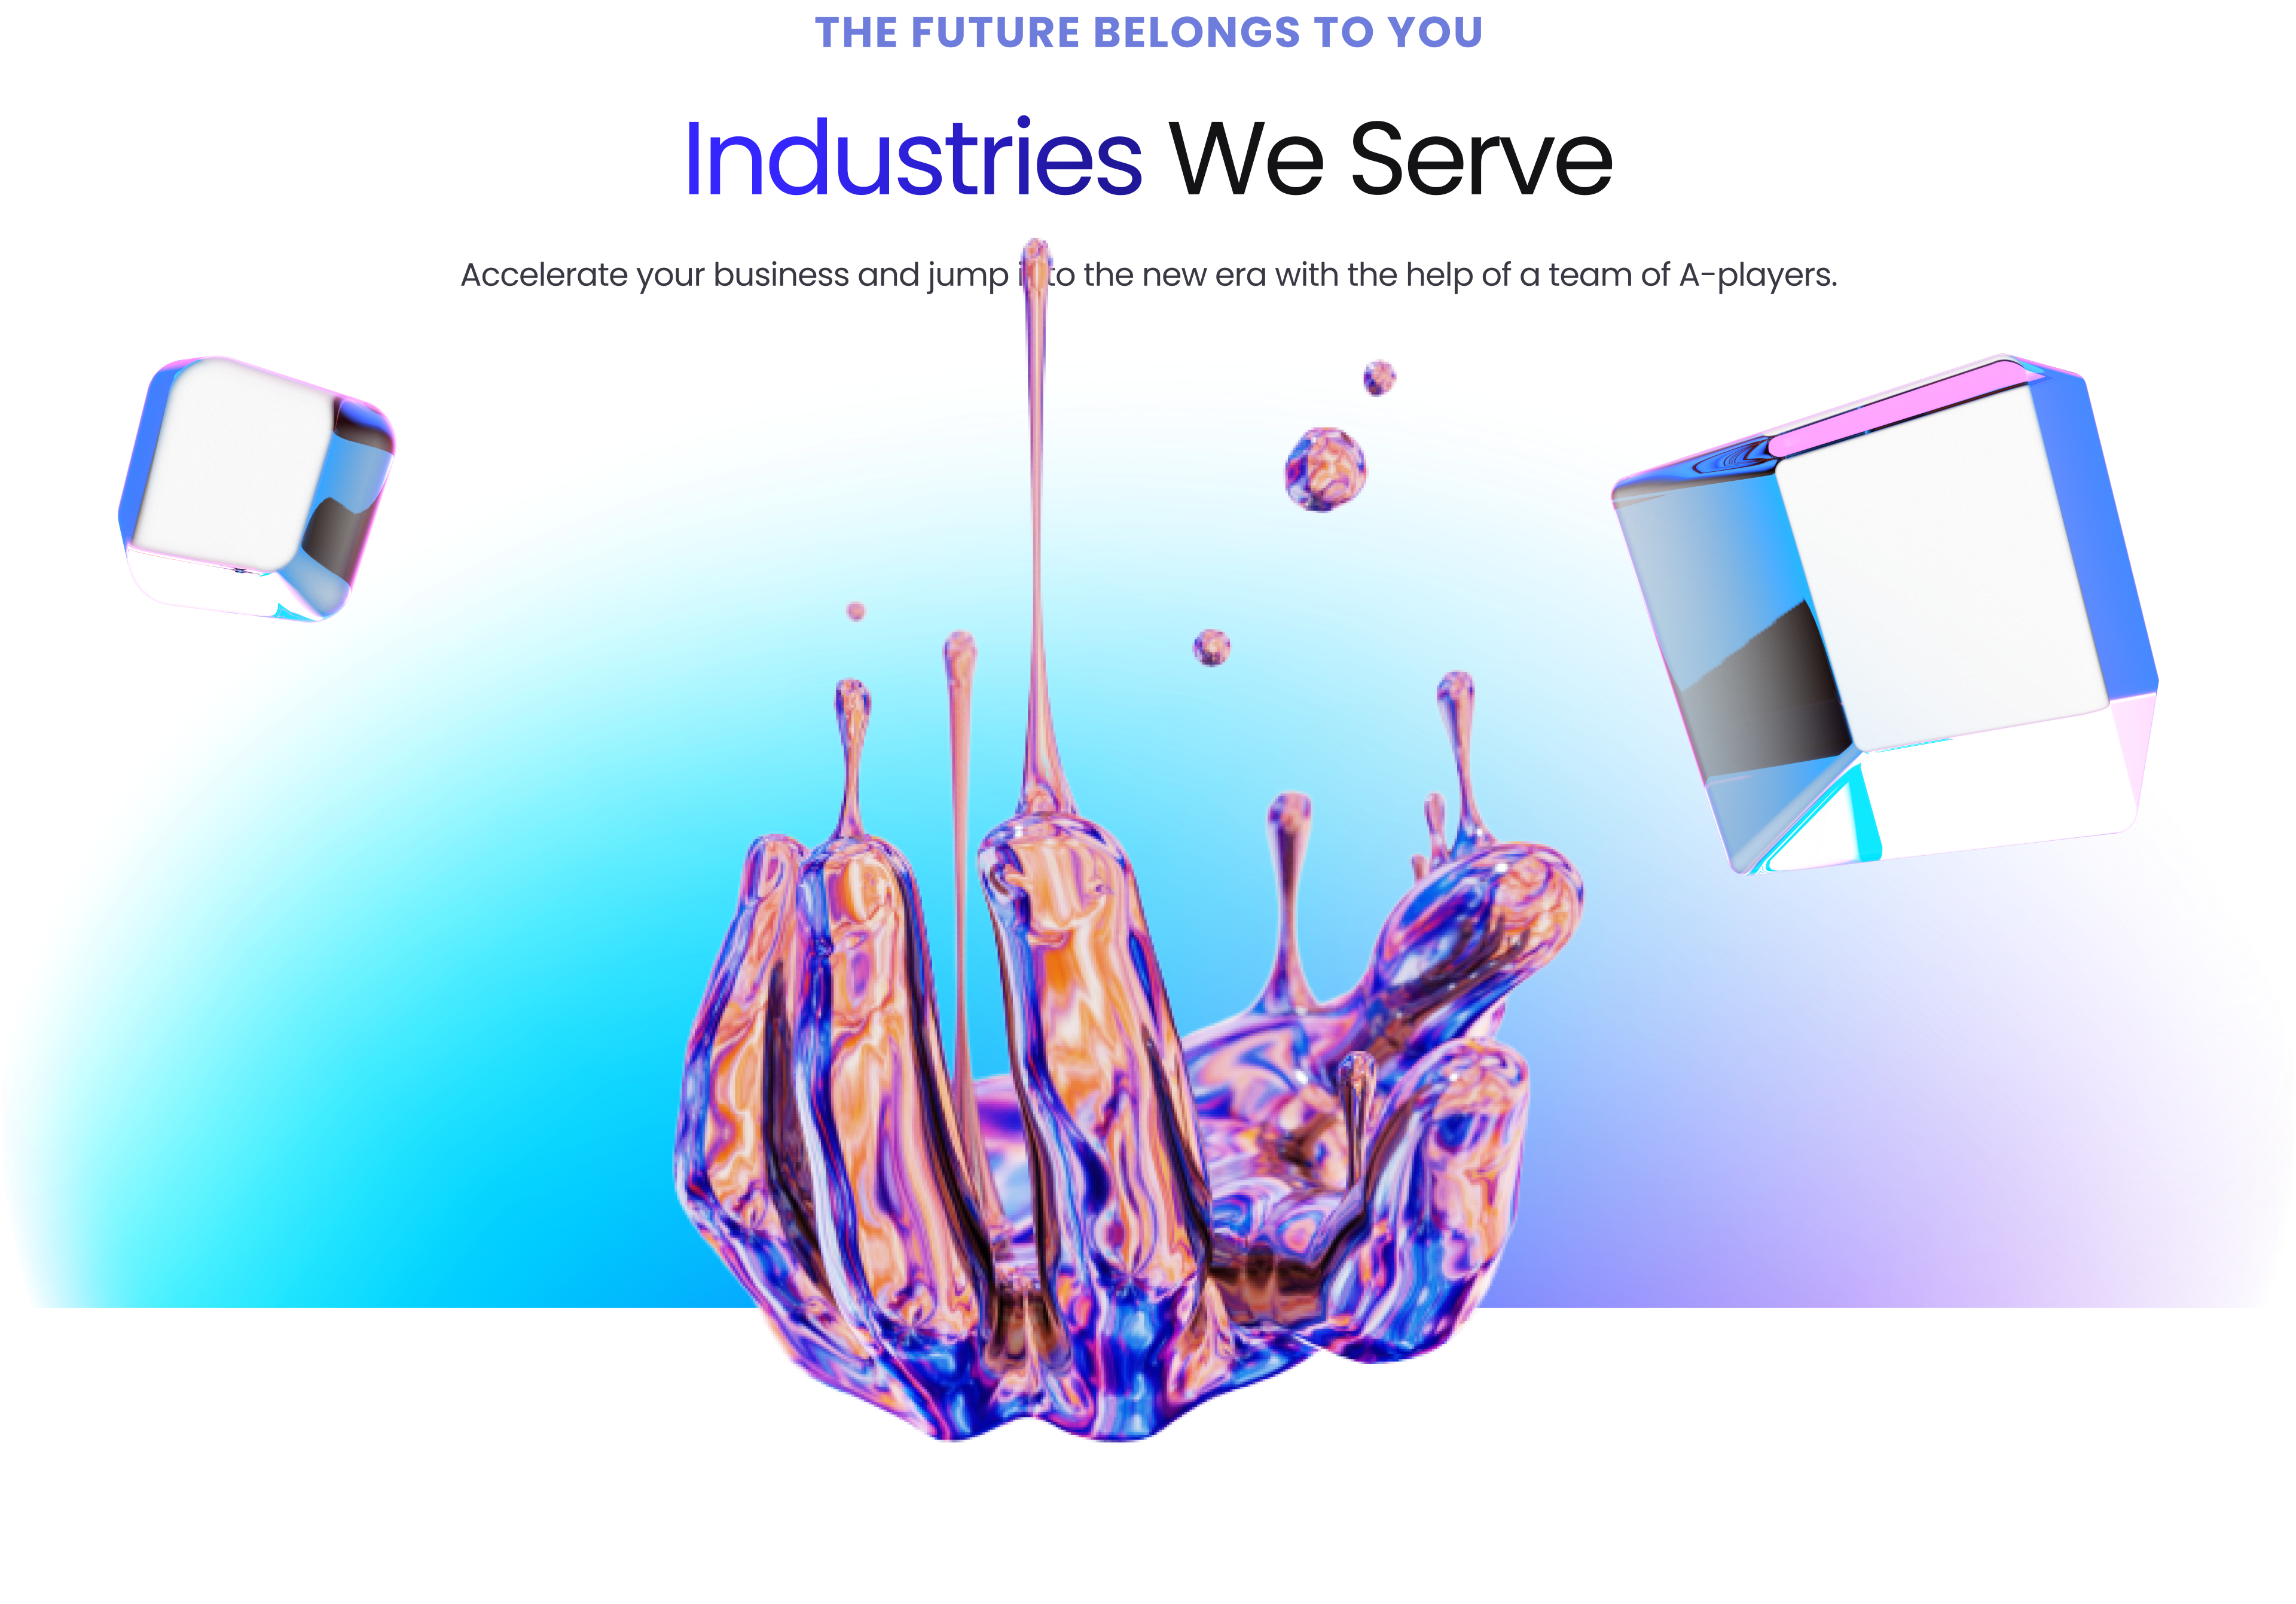 THE FUTURE BELONGS TO YOU
Industries We Serve
Accelerate your business and jump into the new era with the help of a team of A-players.